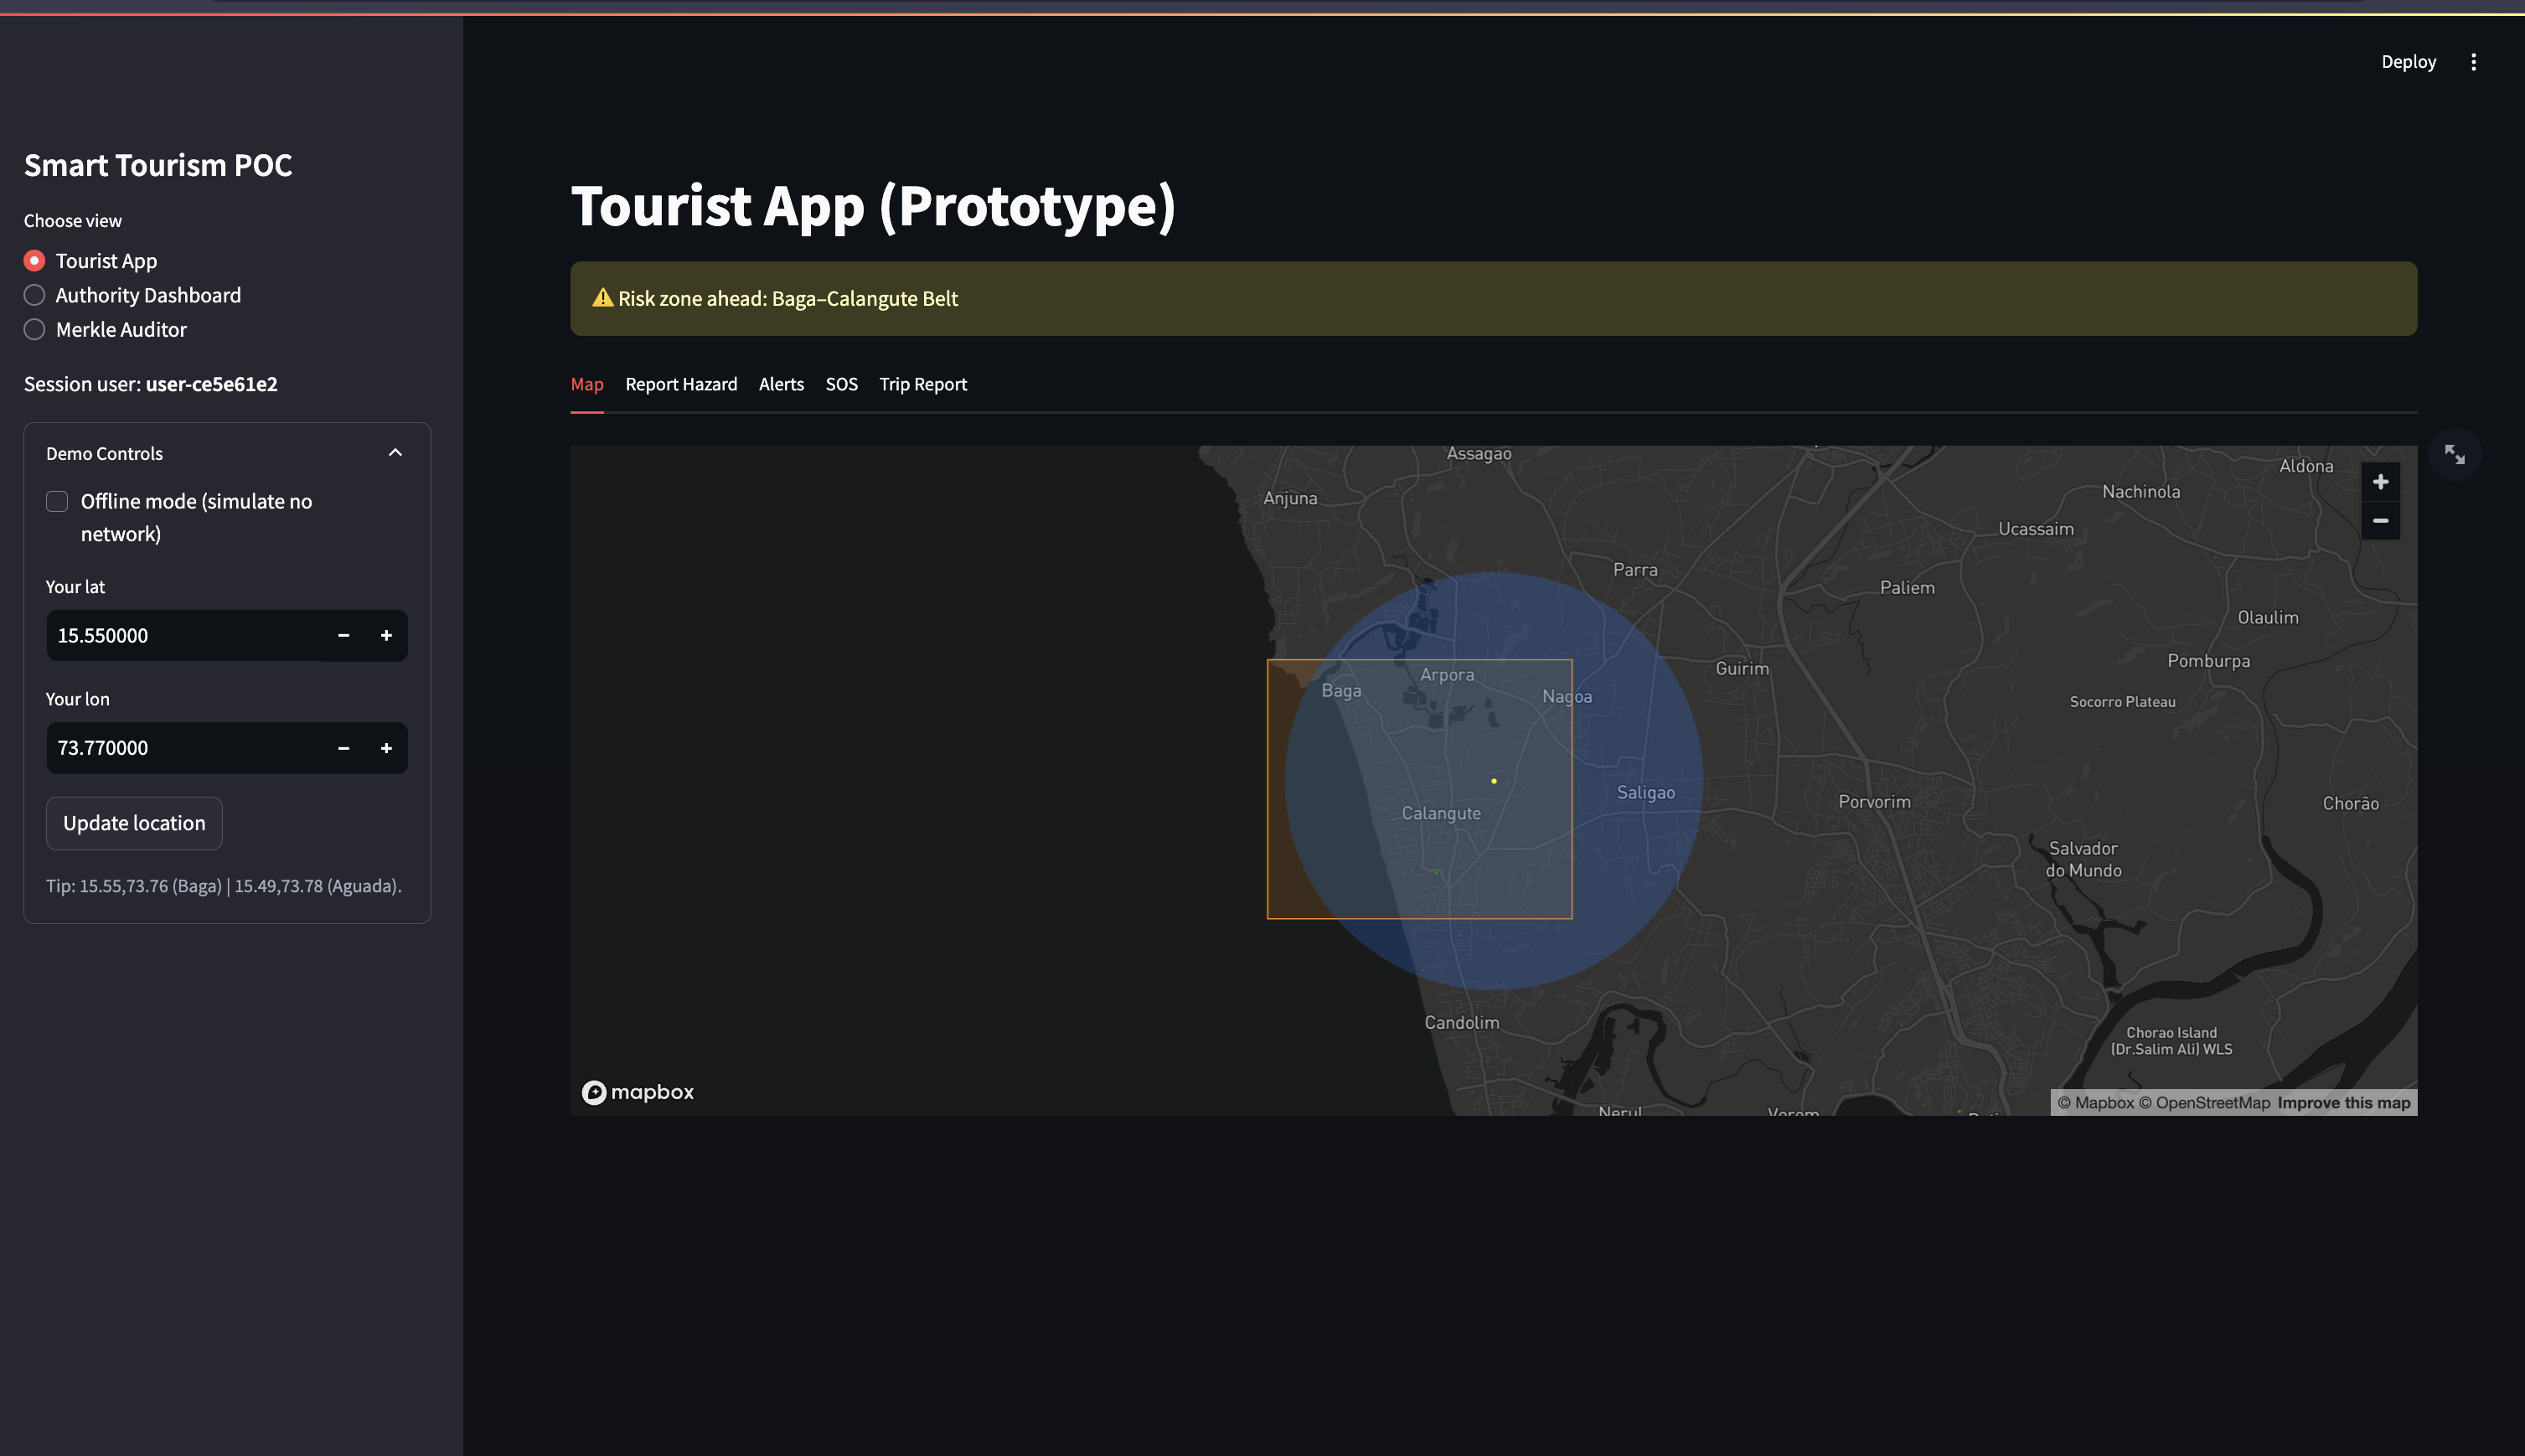 Deploy
Smart Tourism POC
Choose view
Tourist App
Authority Dashboard
Merkle Auditor
Session user: user-ce5e61e2
Demo Controls
Offline mode (simulate no
network)
Your lat
15.550000
− +
Your lon
73.770000
− +
Update location
Tip: 15.55,73.76 (Baga) | 15.49,73.78 (Aguada).
Tourist App (Prototype)
⚠️ Risk zone ahead: Baga–Calangute Belt
Map Report Hazard Alerts SOS Trip Report
Assagao
Aldona
Anjuna
Nachinola
Ucassaim
Parra
Paliem
Olaulim
Pomburpa
Guirim
Arpora
Baga
Nagoa
Socorro Plateau
Saligao
Porvorim
Chorão
Calangute
Salvador
do Mundo
Candolim
Chorao Island
(Dr.Salim Ali) WLS
Nerul
mapbox
© Mapbox © OpenStreetMap Improve this map